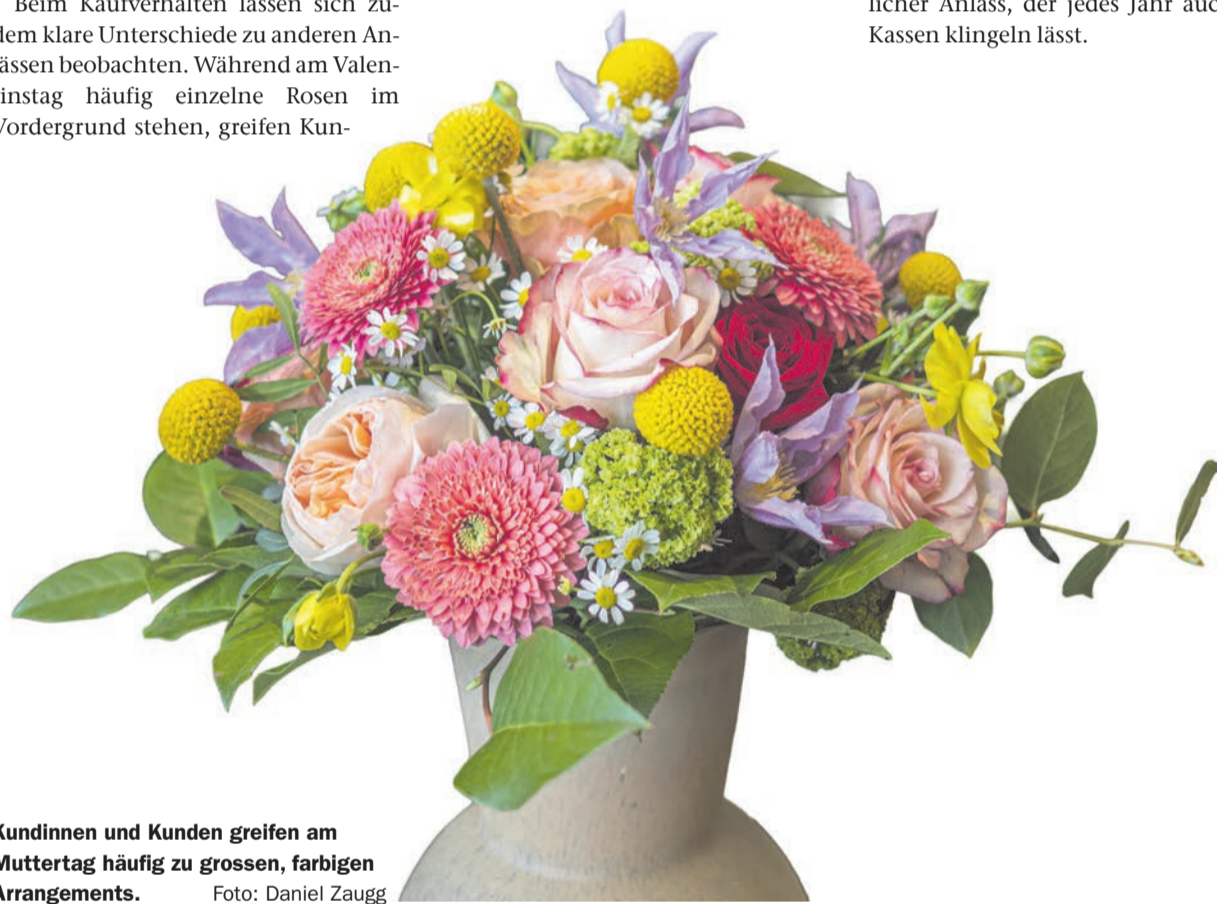 Beim Kaufverhalten lassen sich zu-
dem klare Unterschiede zu anderen An-
lässen beobachten. Während am Valen-
tinstag häufig einzelne Rosen im
Vordergrund stehen, greifen Kun-
licher Anlass, der jedes Jahr auc
Kassen klingeln lässt.
Kundinnen und Kunden greifen am
Muttertag häufig zu grossen, farbigen
Arrangements. Foto: Daniel Zaugg